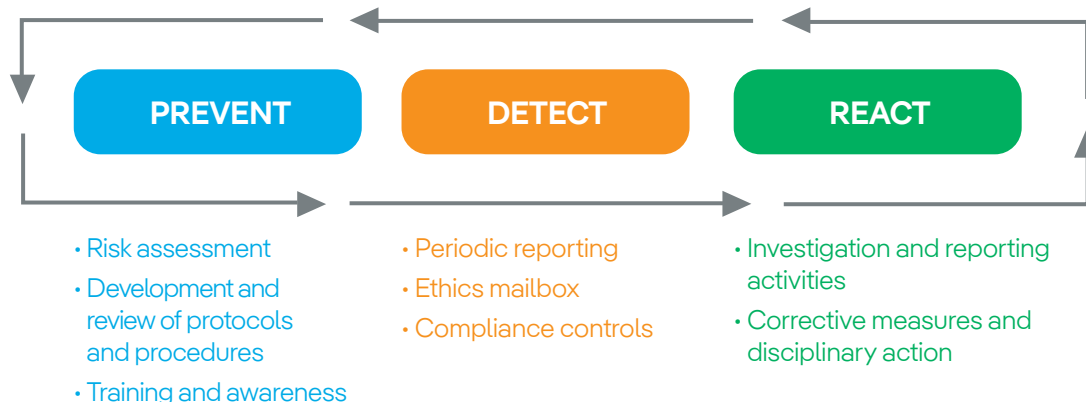 PREVENT
DETECT
REACT
• Risk assessment
• Development and
review of protocols
and procedures
• Training and awareness
• Periodic reporting
• Ethics mailbox
• Compliance controls
• Investigation and reporting
activities
• Corrective measures and
disciplinary action